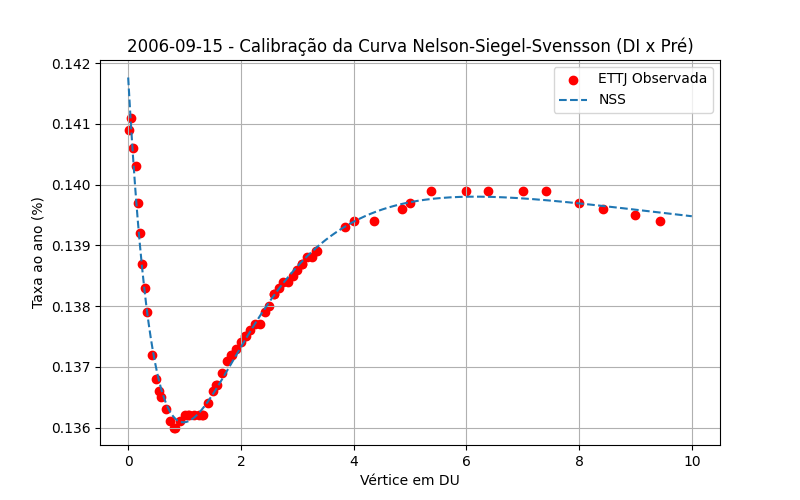 2006-09-15 - Calibração da Curva Nelson-Siegel-Svensson (DI x Pré)
ETTJ Observada
NSS
Taxa ao ano (%)
0.142
0.141
0.140
0.139
0.138
0.137
0.136
0 2 4 6 8 10
Vértice em DU